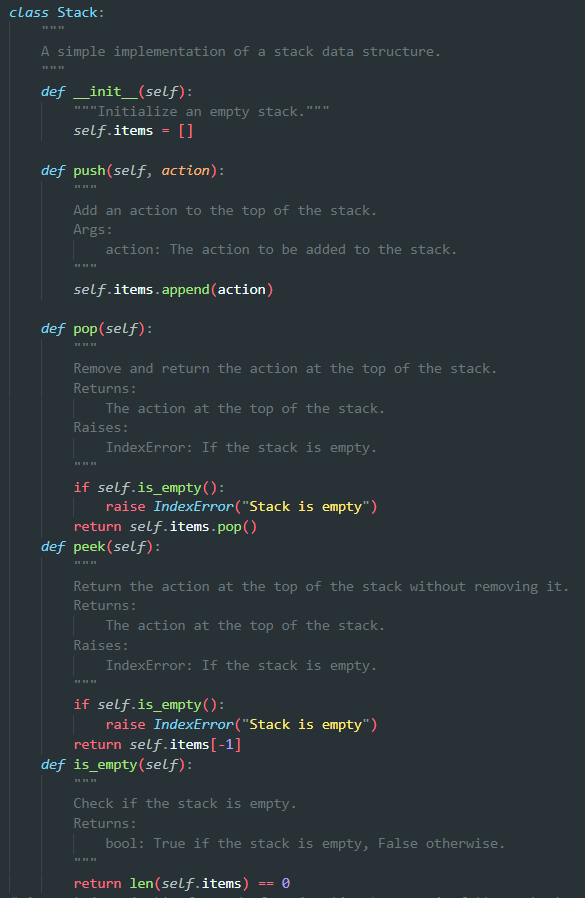 class Stack:
    """
    A simple implementation of a stack data structure.
    """
    def __init__(self):
        """Initialize an empty stack."""
        self.items = []

    def push(self, action):
        """
        Add an action to the top of the stack.
        Args:
            action: The action to be added to the stack.
        """
        self.items.append(action)

    def pop(self):
        """
        Remove and return the action at the top of the stack.
        Returns:
            The action at the top of the stack.
        Raises:
            IndexError: If the stack is empty.
        """
        if self.is_empty():
            raise IndexError("Stack is empty")
        return self.items.pop()
    def peek(self):
        """
        Return the action at the top of the stack without removing it.
        Returns:
            The action at the top of the stack.
        Raises:
            IndexError: If the stack is empty.
        """
        if self.is_empty():
            raise IndexError("Stack is empty")
        return self.items[-1]
    def is_empty(self):
        """
        Check if the stack is empty.
        Returns:
            bool: True if the stack is empty, False otherwise.
        """
        return len(self.items) == 0